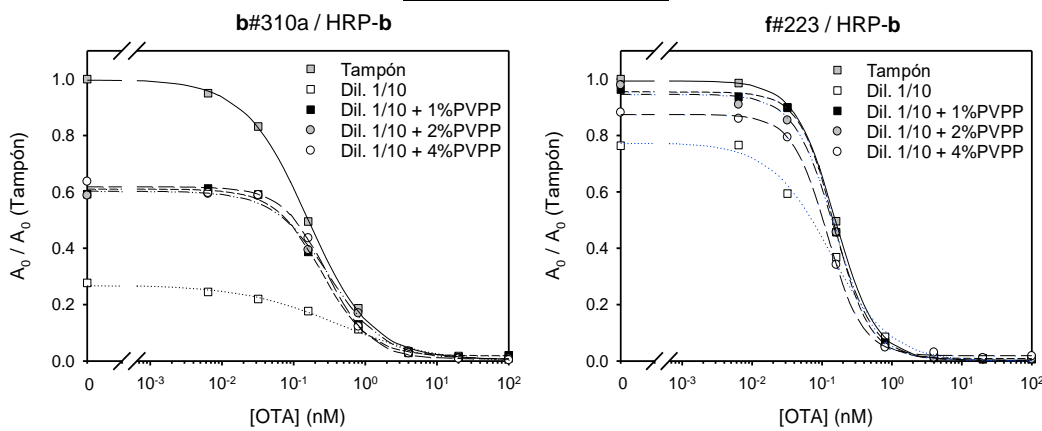 b#310a / HRP-b
A₀ / A₀ (Tampón)
1.0
0.8
0.6
0.4
0.2
0.0
Tampón
Dil. 1/10
Dil. 1/10 + 1%PVPP
Dil. 1/10 + 2%PVPP
Dil. 1/10 + 4%PVPP
0 10⁻³ 10⁻² 10⁻¹ 10⁰ 10¹ 10²
[OTA] (nM)
f#223 / HRP-b
A₀ / A₀ (Tampón)
1.0
0.8
0.6
0.4
0.2
0.0
Tampón
Dil. 1/10
Dil. 1/10 + 1%PVPP
Dil. 1/10 + 2%PVPP
Dil. 1/10 + 4%PVPP
0 10⁻³ 10⁻² 10⁻¹ 10⁰ 10¹ 10²
[OTA] (nM)